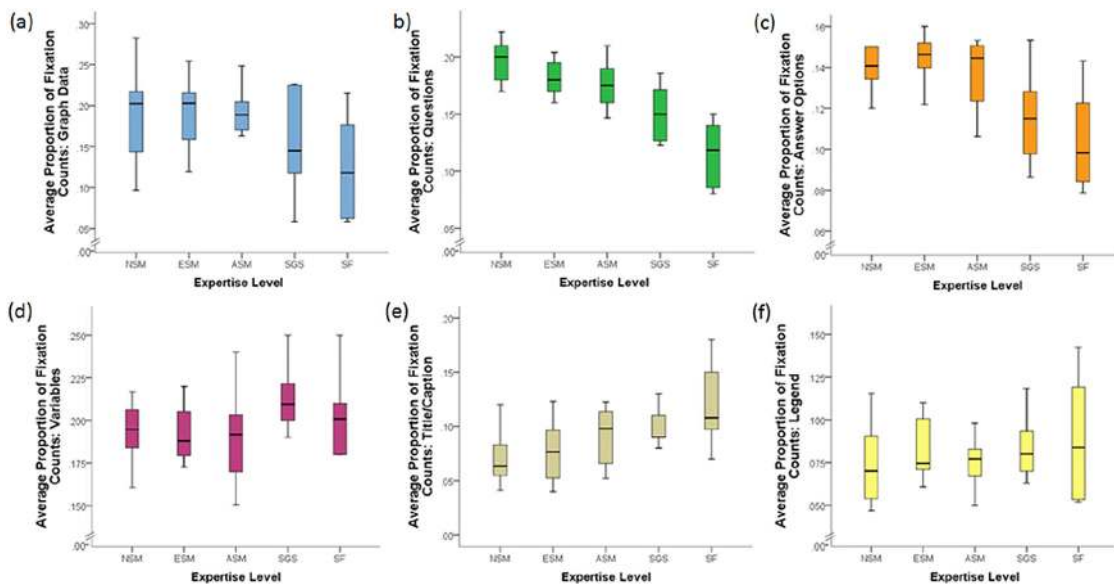 (a)
Average Proportion of Fixation
Counts: Graph Data
.30
.25
.20
.15
.10
.05
.00
NSM ESM ASM SGS SF
Expertise Level
(b)
Average Proportion of Fixation
Counts: Questions
.20
.15
.10
.05
.00
NSM ESM ASM SGS SF
Expertise Level
(c)
Average Proportion of Fixation
Counts: Answer Options
.16
.14
.12
.10
.08
.06
.00
NSM ESM ASM SGS SF
Expertise Level
(d)
Average Proportion of Fixation
Counts: Variables
.250
.225
.200
.175
.150
.00
NSM ESM ASM SGS SF
Expertise Level
(e)
Average Proportion of Fixation
Counts: Title/Caption
.20
.15
.10
.05
.00
NSM ESM ASM SGS SF
Expertise Level
(f)
Average Proportion of Fixation
Counts: Legend
.150
.100
.075
.050
.00
NSM ESM ASM SGS SF
Expertise Level